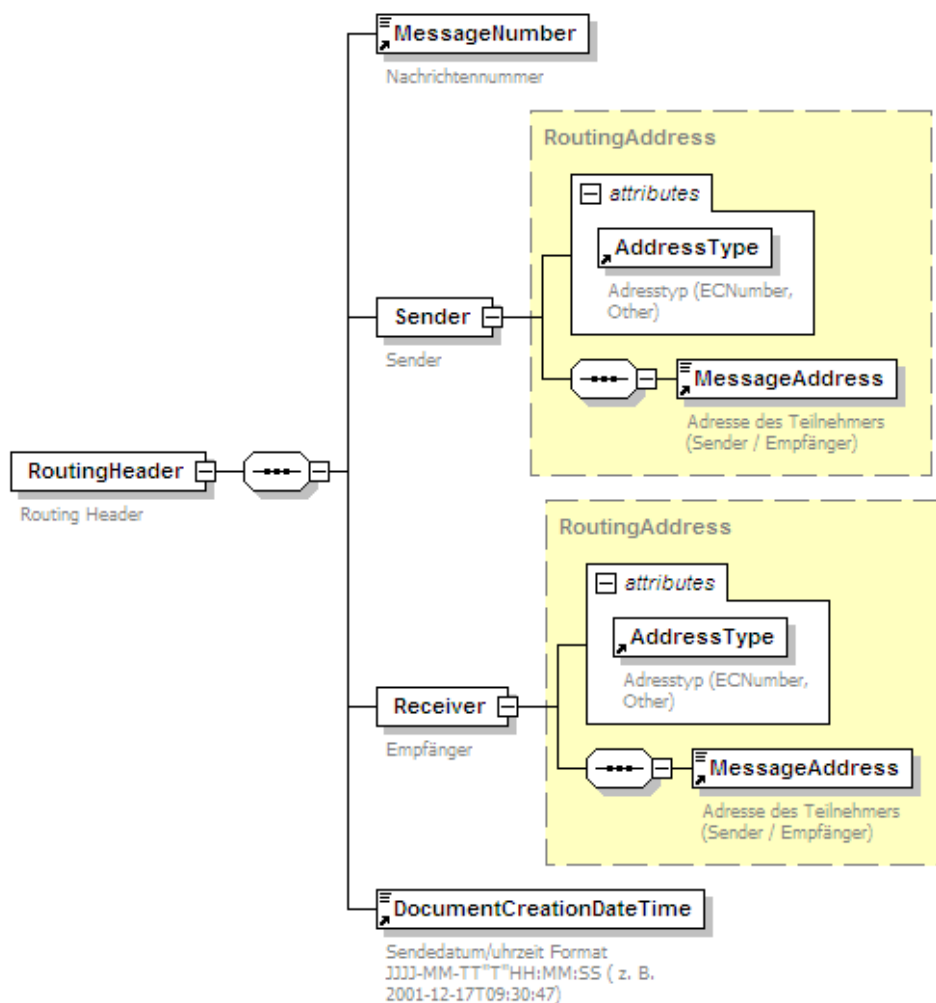 MessageNumber
Nachrichtennummer
RoutingAddress
attributes
AddressType
Adresstyp (ECNumber,
Other)
Sender
Sender
MessageAddress
Adresse des Teilnehmers
(Sender / Empfänger)
RoutingHeader
Routing Header
RoutingAddress
attributes
AddressType
Adresstyp (ECNumber,
Other)
Receiver
Empfänger
MessageAddress
Adresse des Teilnehmers
(Sender / Empfänger)
DocumentCreationDateTime
Sendedatum/uhrzeit Format
JJJJ-MM-TT"T"HH:MM:SS ( z. B.
2001-12-17T09:30:47)